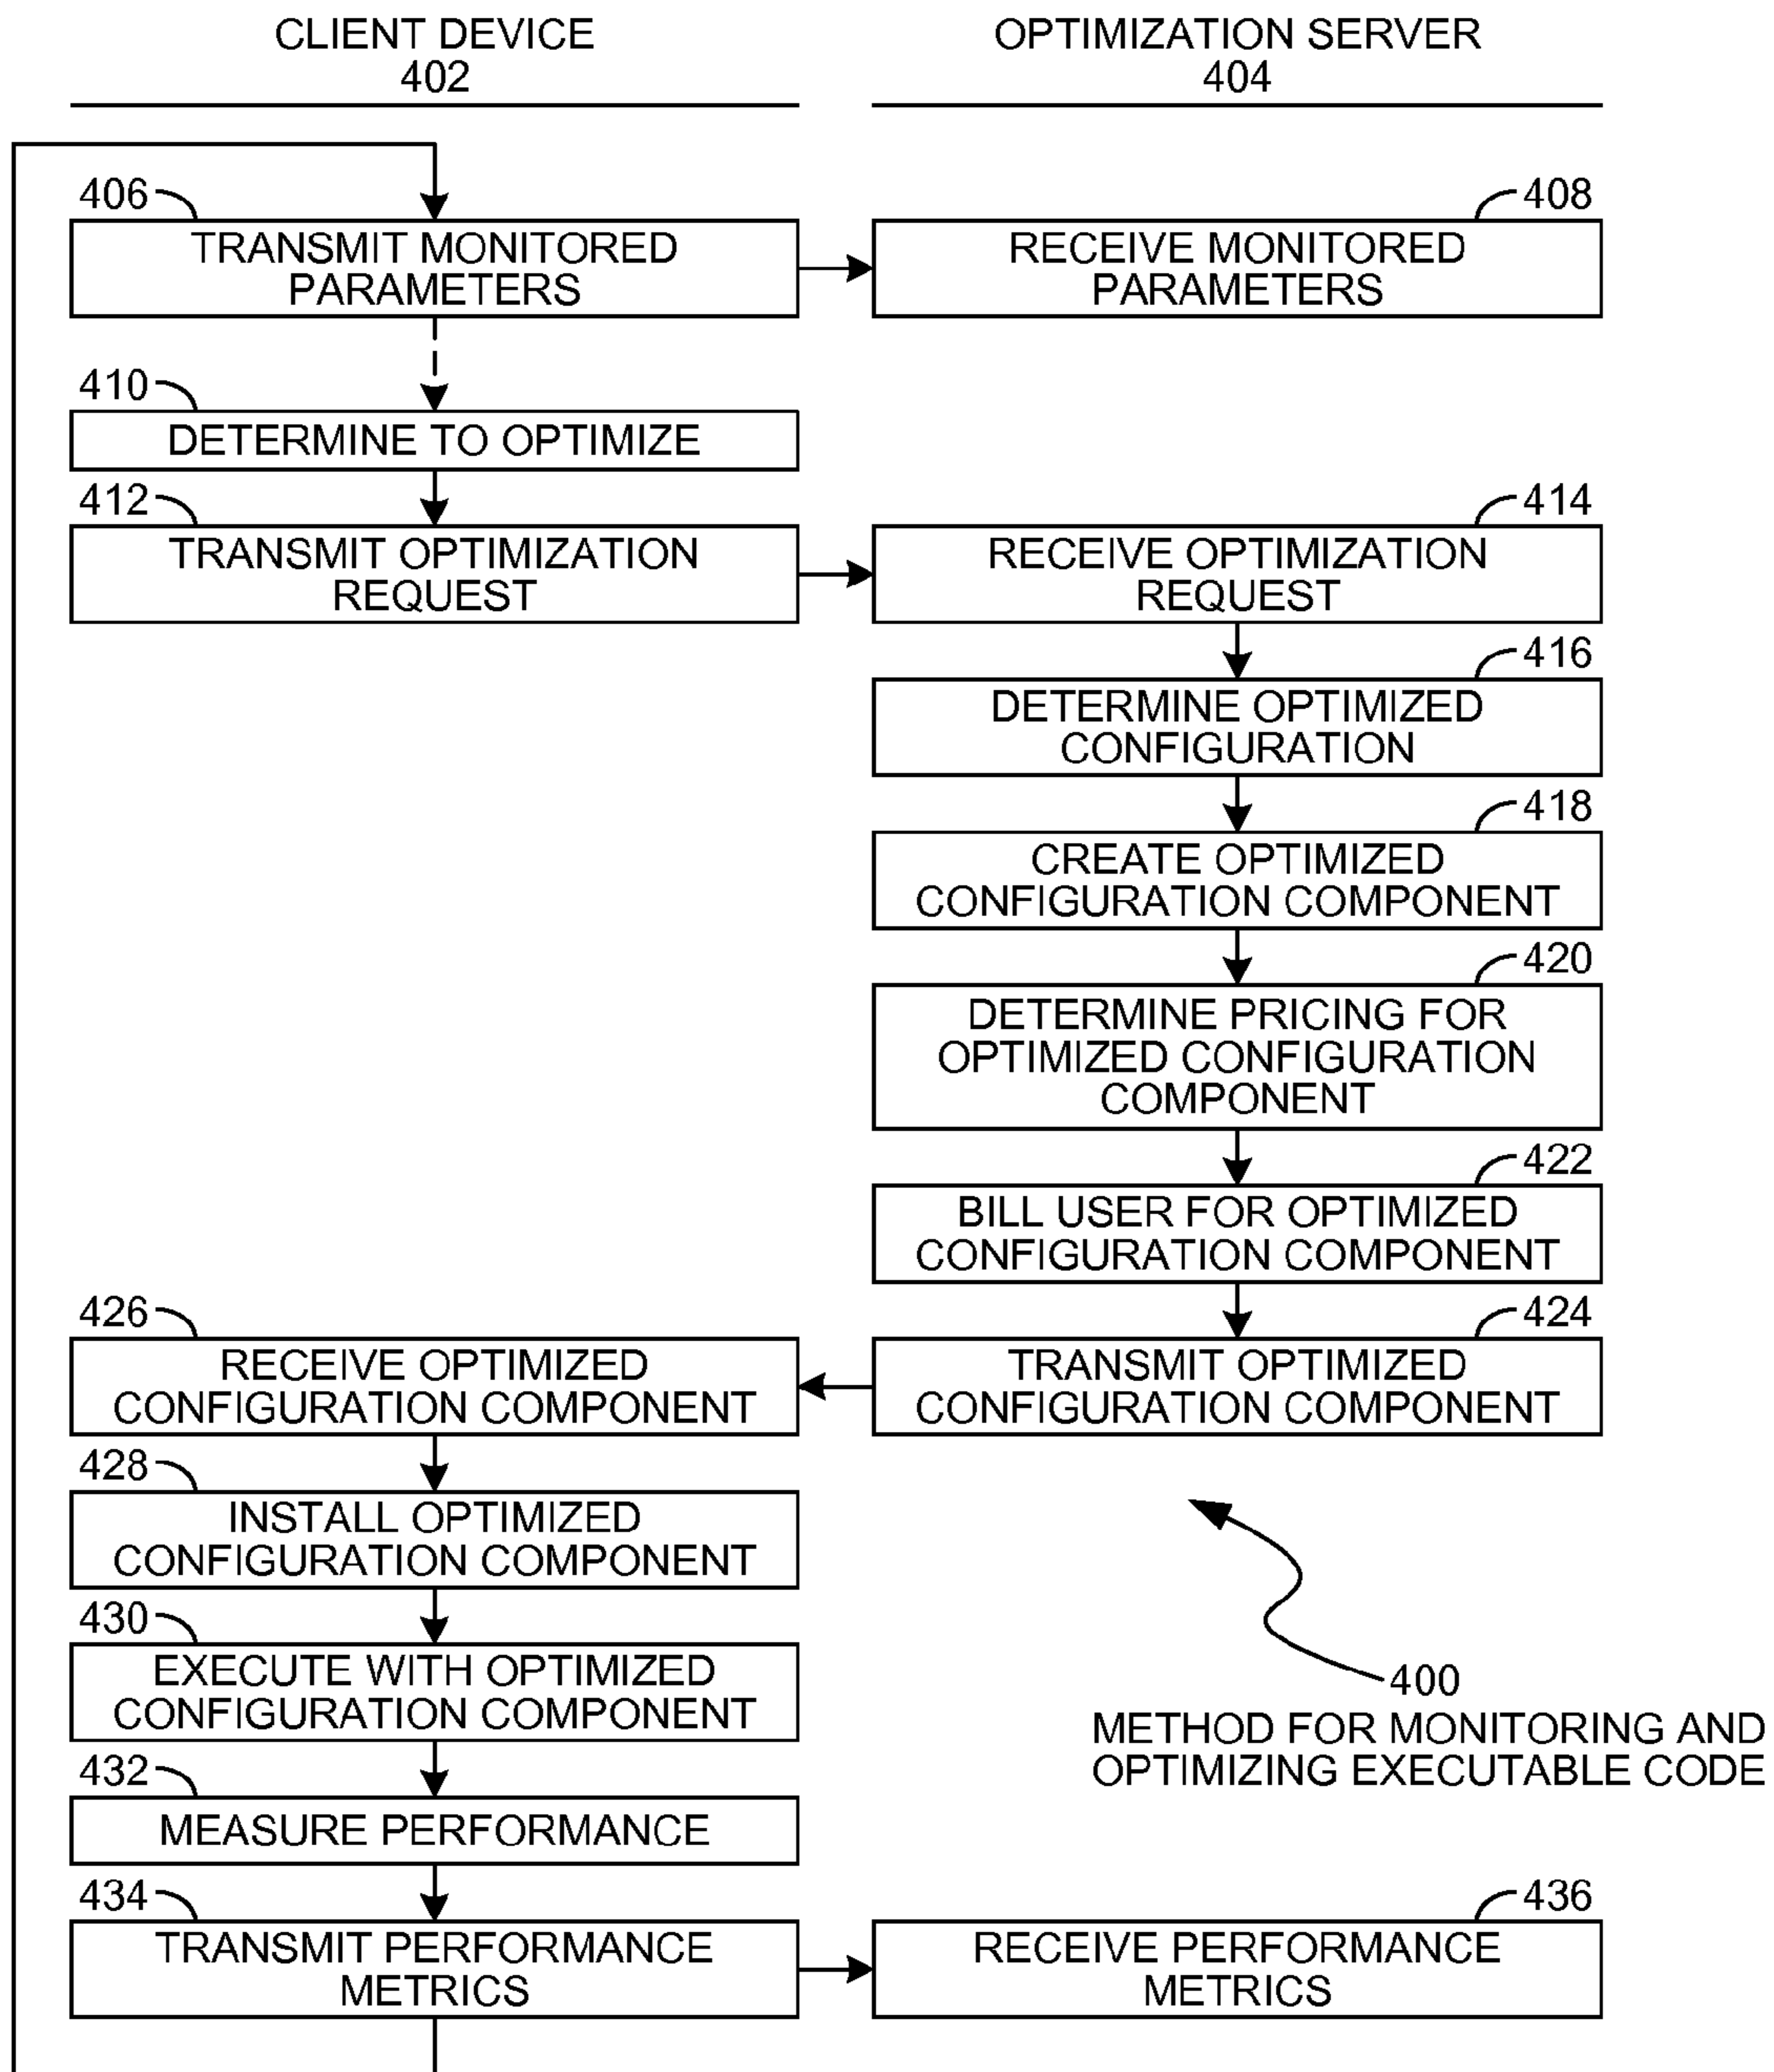 CLIENT DEVICE
402
OPTIMIZATION SERVER
404
406
TRANSMIT MONITORED
PARAMETERS
408
RECEIVE MONITORED
PARAMETERS
410
DETERMINE TO OPTIMIZE
412
TRANSMIT OPTIMIZATION
REQUEST
414
RECEIVE OPTIMIZATION
REQUEST
416
DETERMINE OPTIMIZED
CONFIGURATION
418
CREATE OPTIMIZED
CONFIGURATION COMPONENT
420
DETERMINE PRICING FOR
OPTIMIZED CONFIGURATION
COMPONENT
422
BILL USER FOR OPTIMIZED
CONFIGURATION COMPONENT
424
TRANSMIT OPTIMIZED
CONFIGURATION COMPONENT
426
RECEIVE OPTIMIZED
CONFIGURATION COMPONENT
428
INSTALL OPTIMIZED
CONFIGURATION COMPONENT
430
EXECUTE WITH OPTIMIZED
CONFIGURATION COMPONENT
400
METHOD FOR MONITORING AND
OPTIMIZING EXECUTABLE CODE
432
MEASURE PERFORMANCE
434
TRANSMIT PERFORMANCE
METRICS
436
RECEIVE PERFORMANCE
METRICS